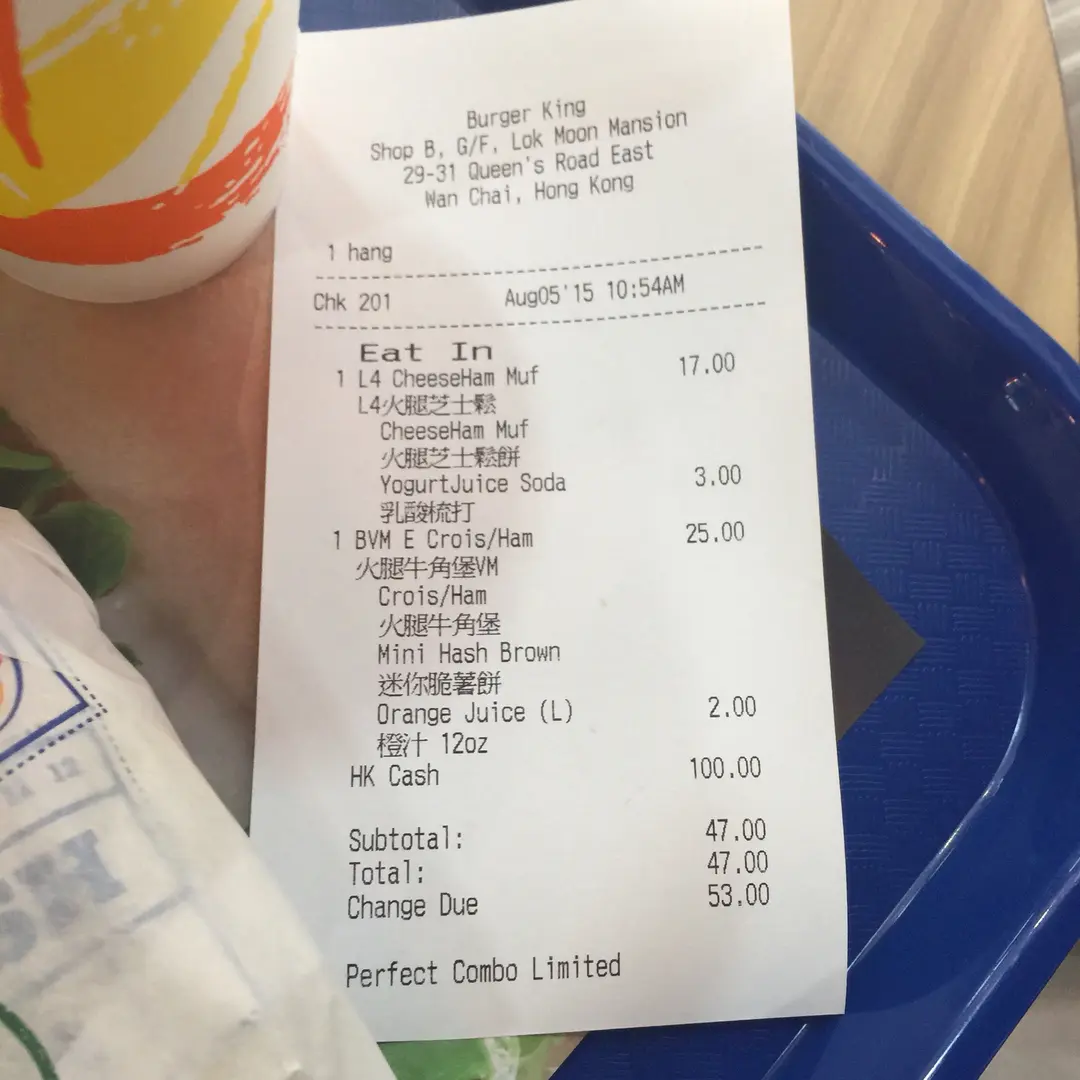 Burger King
Shop B, G/F, Lok Moon Mansion
29-31 Queen's Road East
Wan Chai, Hong Kong
1 hang
Chk 201 Aug05'15 10:54AM
Eat In
1 L4 CheeseHam Muf 17.00
L4火腿芝士鬆
CheeseHam Muf
火腿芝士鬆餅
YogurtJuice Soda 3.00
乳酸梳打
1 BVM E Crois/Ham 25.00
火腿牛角堡VM
Crois/Ham
火腿牛角堡
Mini Hash Brown
迷你脆薯餅
Orange Juice (L) 2.00
橙汁 12oz
HK Cash 100.00
Subtotal: 47.00
Total: 47.00
Change Due 53.00
Perfect Combo Limited